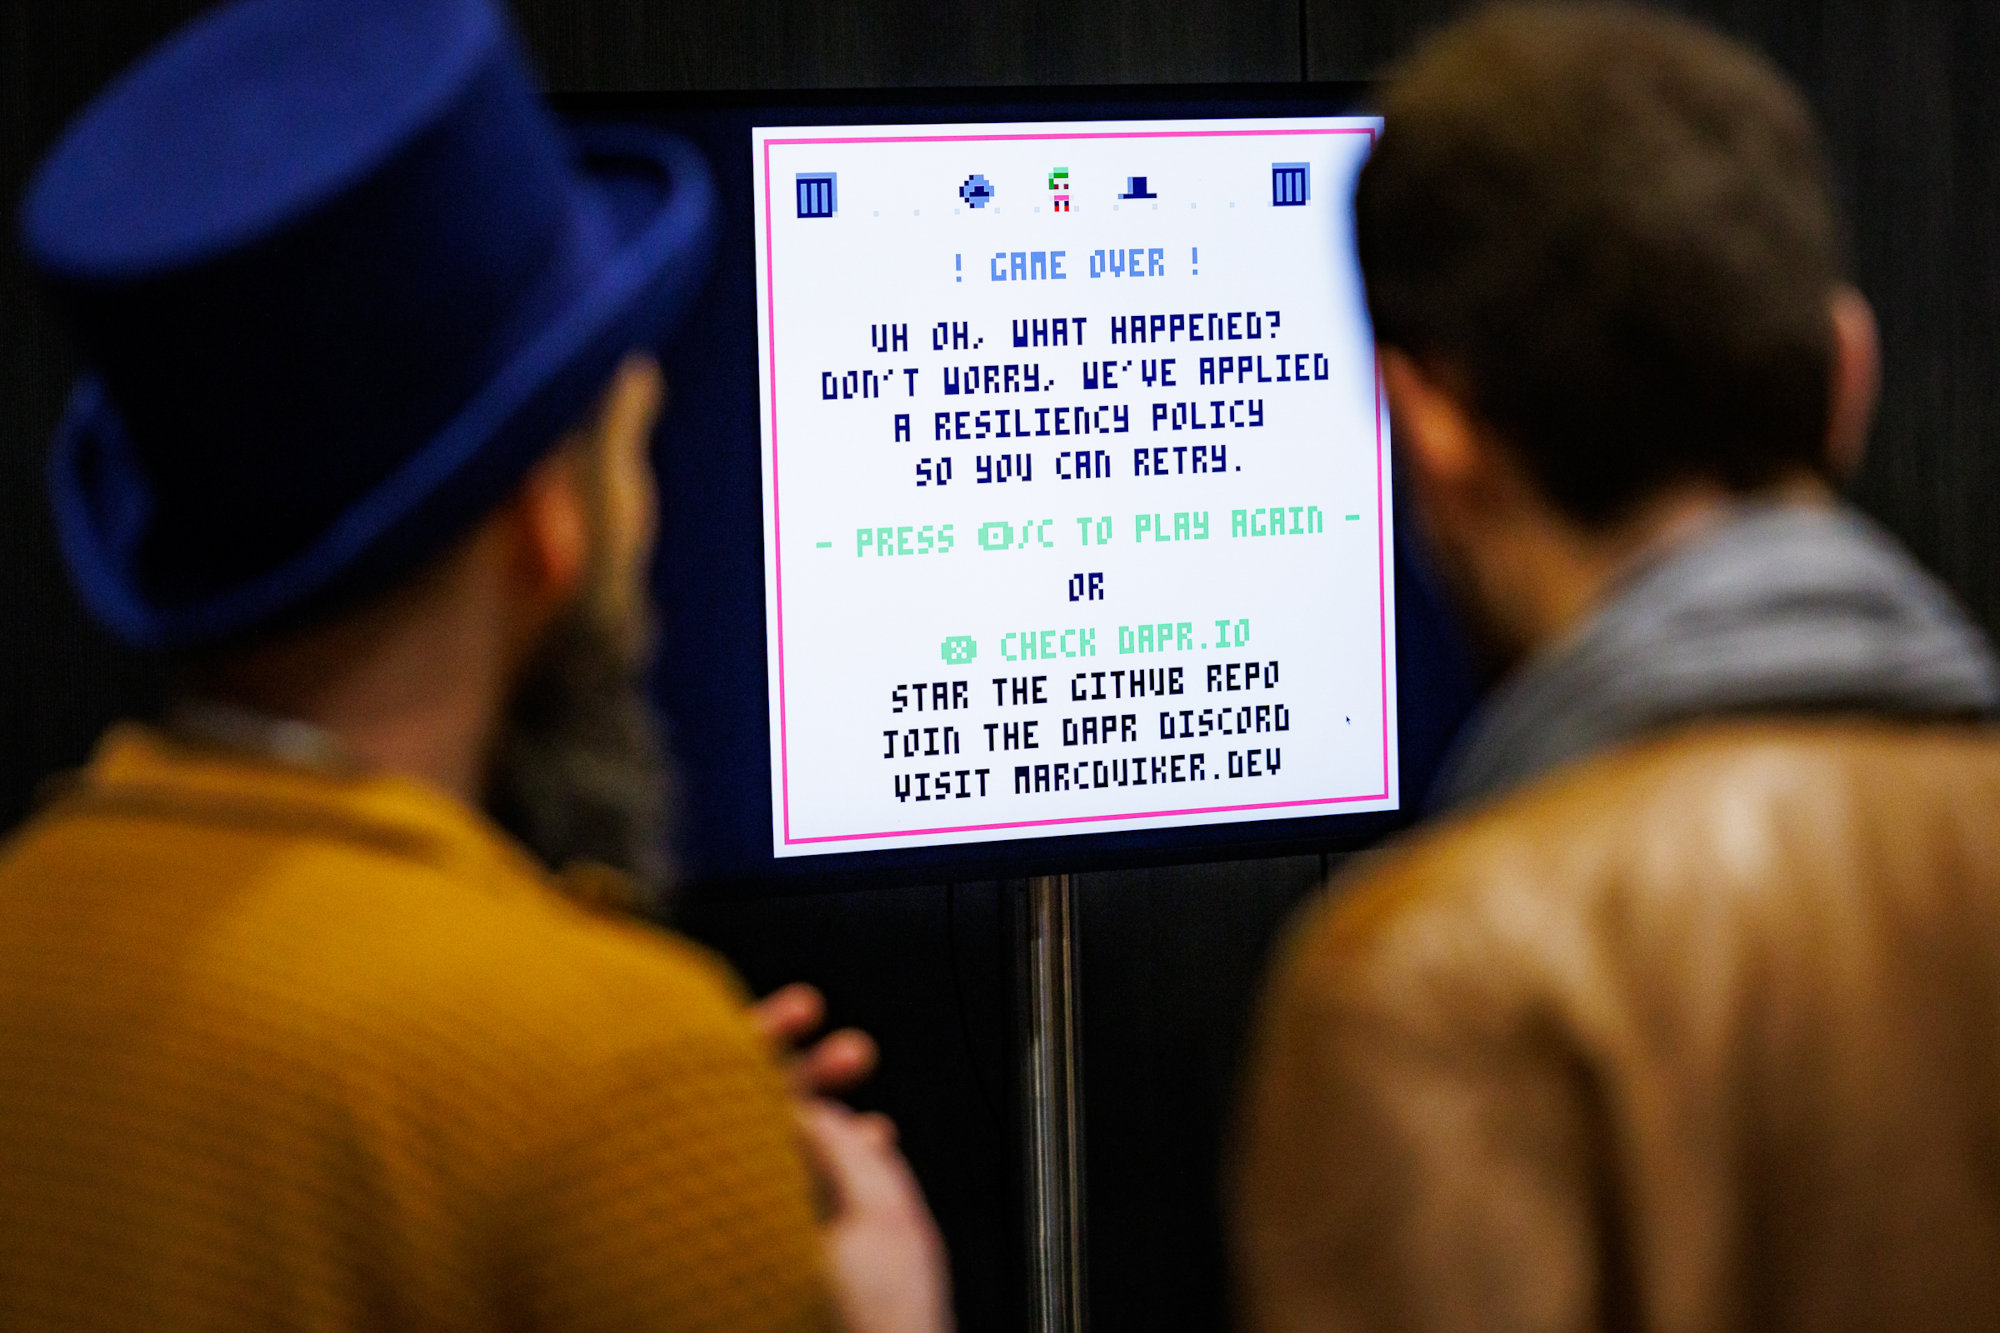 ! GAME OVER !
UH OH, WHAT HAPPENED?
DON'T WORRY, WE'VE APPLIED
A RESILIENCY POLICY
SO YOU CAN RETRY.
- PRESS 🅾️/C TO PLAY AGAIN -
OR
❎ CHECK DAPR.IO
STAR THE GITHUB REPO
JOIN THE DAPR DISCORD
VISIT MARCDUIKER.DEV